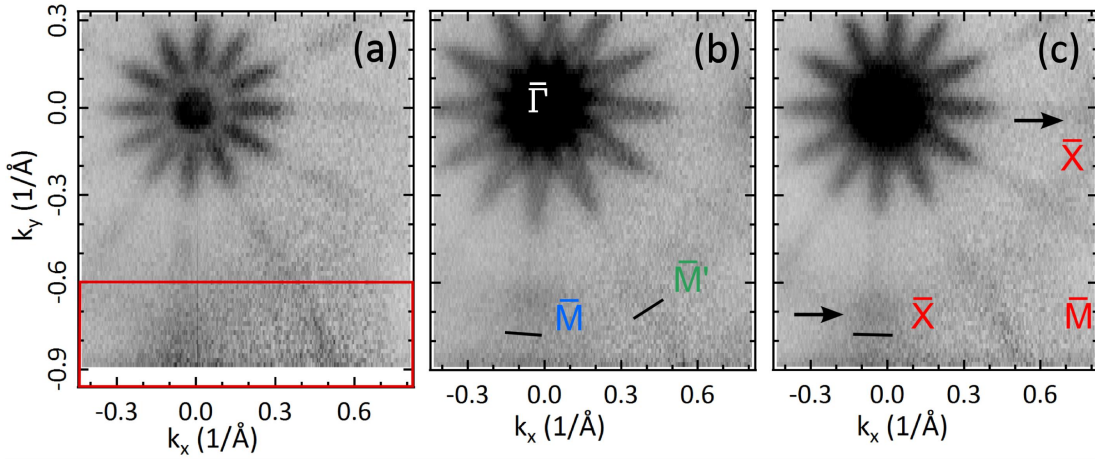 (a)
(b)
(c)
Γ̄
X̄
M̄'
M̄
X̄
M̄
0.3
0.0
-0.3
-0.6
-0.9
k_y (1/Å)
-0.3 0.0 0.3 0.6
-0.3 0.0 0.3 0.6
-0.3 0.0 0.3 0.6
k_x (1/Å)
k_x (1/Å)
k_x (1/Å)